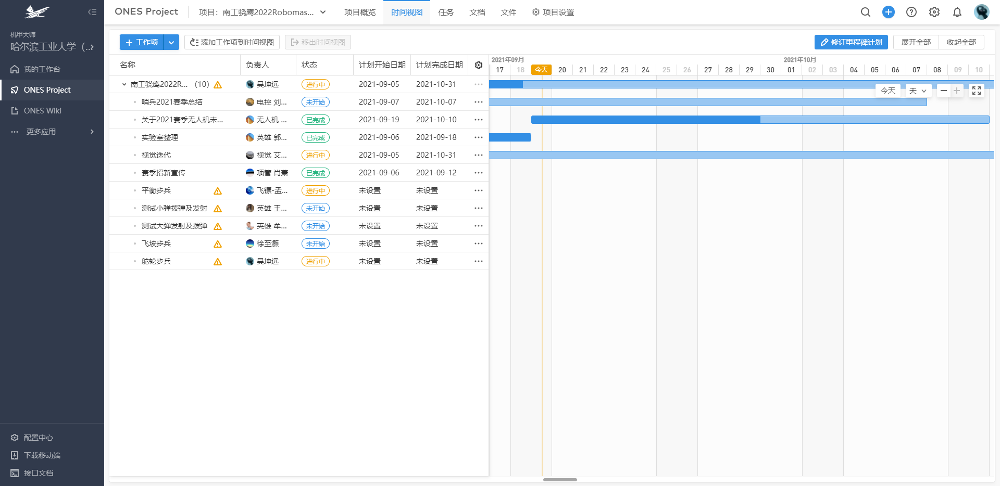 机甲大师
哈尔滨工业大学（...
我的工作台
ONES Project
ONES Wiki
更多应用
配置中心
下载移动端
接口文档
ONES Project
项目：南工骁鹰2022Robomas...
项目概览
时间视图
任务
文档
文件
项目设置
工作项
添加工作项到时间视图
移出时间视图
修订里程碑计划
展开全部
收起全部
名称 负责人 状态 计划开始日期 计划完成日期
南工骁鹰2022R... （10） 吴坤远 进行中 2021-09-05 2021-10-31 ...
哨兵2021赛季总结 电控 刘... 未开始 2021-09-07 2021-10-07 ...
关于2021赛季无人机未... 无人机 ... 已完成 2021-09-19 2021-10-10 ...
实验室整理 英雄 郭... 已完成 2021-09-06 2021-09-18 ...
视觉迭代 视觉 艾... 进行中 2021-09-05 2021-10-31 ...
赛季招新宣传 项管 肖萧 已完成 2021-09-06 2021-09-12 ...
平衡步兵 飞镖-孟... 进行中 未设置 未设置 ...
测试小弹拨弹及发射 英雄 王... 未开始 未设置 未设置 ...
测试大弹发射及拨弹 英雄 牟... 未开始 未设置 未设置 ...
飞坡步兵 徐至灏 未开始 未设置 未设置 ...
舵轮步兵 吴坤远 进行中 未设置 未设置 ...
2021年09月 2021年10月
17 18 今天 20 21 22 23 24 25 26 27 28 29 30 01 02 03 04 05 06 07 08 09 10
今天 天